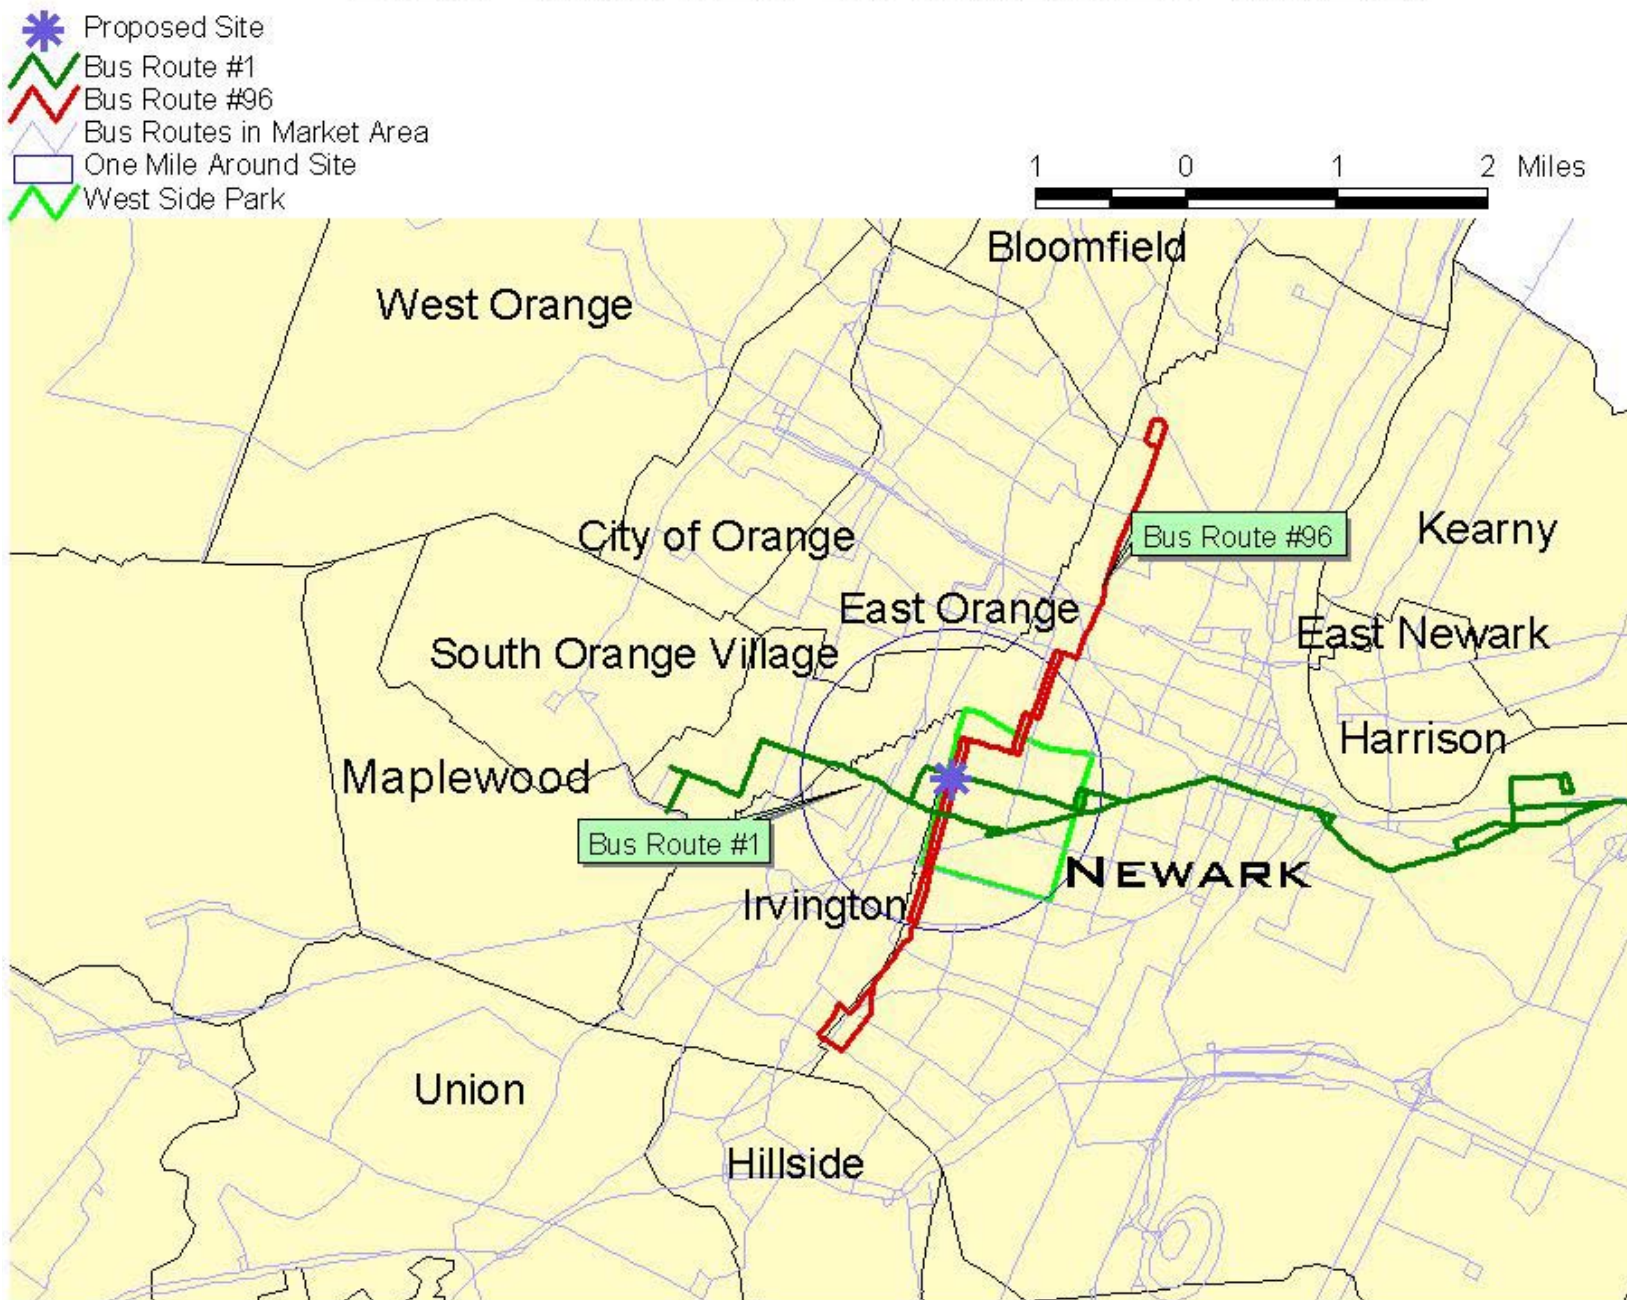 Proposed Site
Bus Route #1
Bus Route #96
Bus Routes in Market Area
One Mile Around Site
West Side Park
1 0 1 2 Miles
Bloomfield
West Orange
Bus Route #96
Kearny
City of Orange
East Orange
East Newark
South Orange Village
Harrison
Maplewood
Bus Route #1
NEWARK
Irvington
Union
Hillside